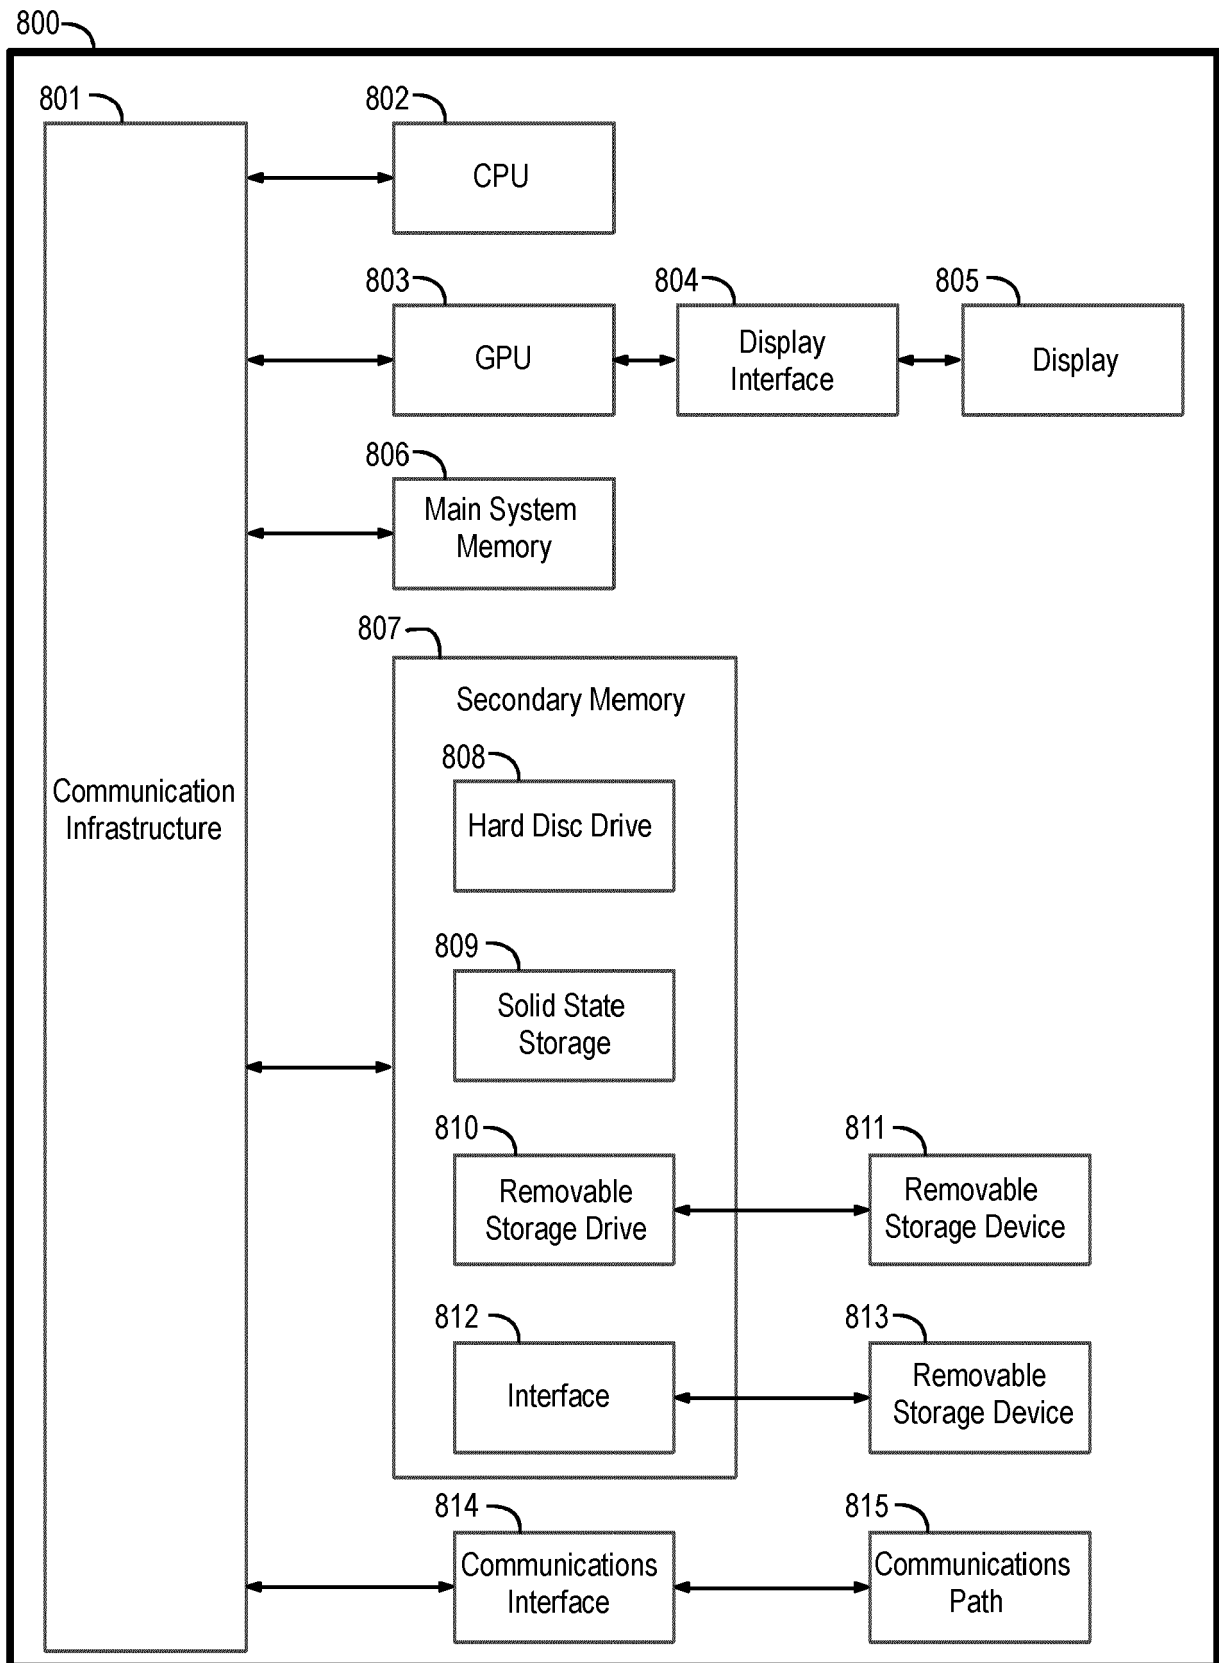 800
801
802
CPU
803
804
805
GPU
Display
Interface
Display
806
Main System
Memory
807
Secondary Memory
808
Hard Disc Drive
Communication
Infrastructure
809
Solid State
Storage
810
811
Removable
Storage Drive
Removable
Storage Device
812
813
Interface
Removable
Storage Device
814
815
Communications
Interface
Communications
Path